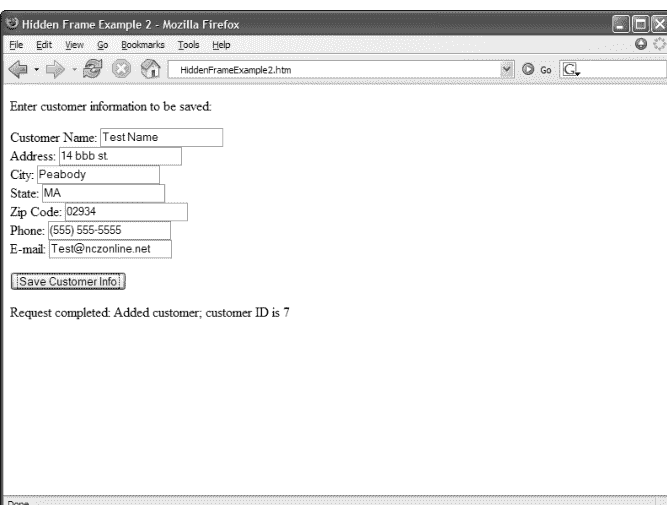 Hidden Frame Example 2 - Mozilla Firefox
File Edit View Go Bookmarks Tools Help
HiddenFrameExample2.htm Go G
Enter customer information to be saved:
Customer Name: Test Name
Address: 14 bbb st.
City: Peabody
State: MA
Zip Code: 02934
Phone: (555) 555-5555
E-mail: Test@nczonline.net
Save Customer Info
Request completed: Added customer; customer ID is 7
Done